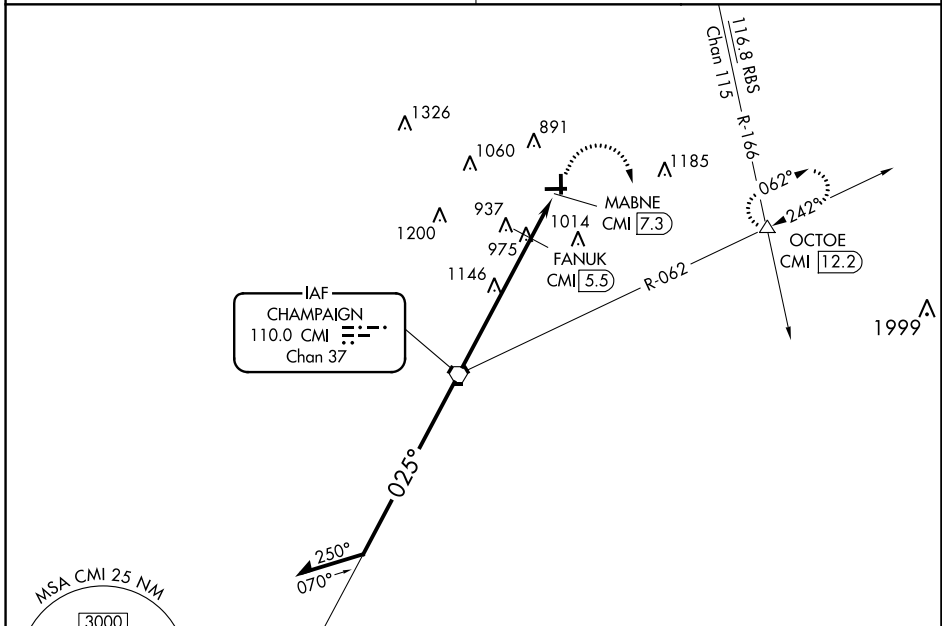 116.8 RBS
Chan 115
R-166
1326
891
1060
1185
062°
242°
MABNE
CMI 7.3
937
1014
1200
975
FANUK
CMI 5.5
OCTOE
CMI 12.2
R-062
1146
IAF
CHAMPAIGN
110.0 CMI
Chan 37
1999
025°
250°
070°
MSA CMI 25 NM
3000